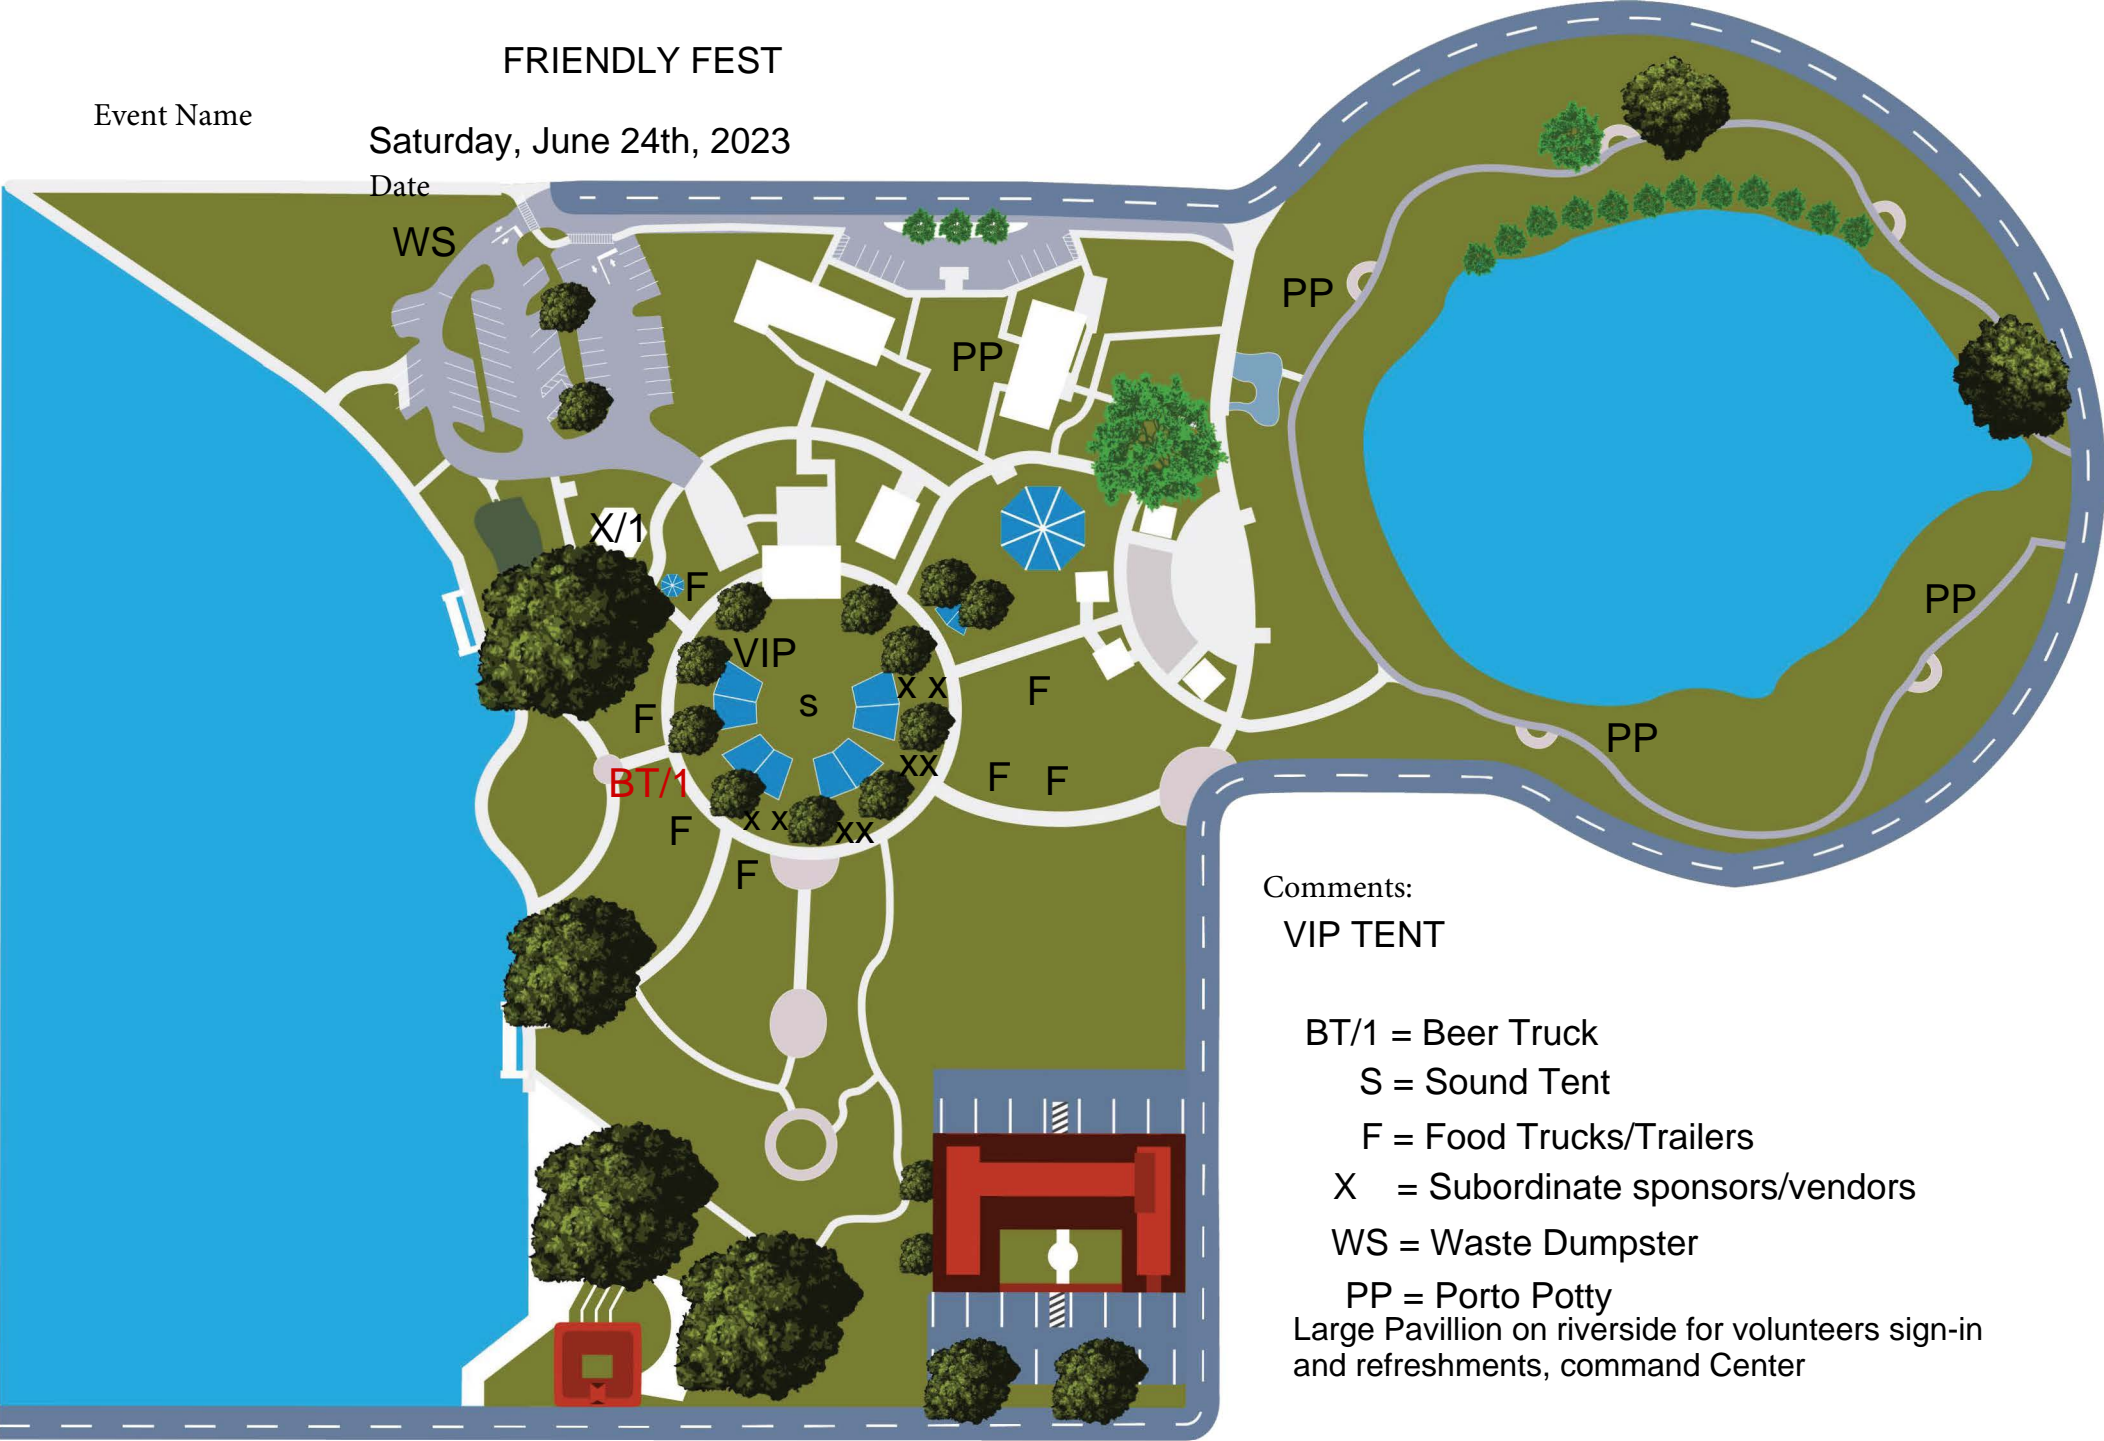 FRIENDLY FEST
Event Name
Saturday, June 24th, 2023
Date
WS
PP
PP
X/1
F
PP
VIP
X X
F
s
F
PP
XX
F F
BT/1
X X
XX
F
F
Comments:
VIP TENT
BT/1 = Beer Truck
S = Sound Tent
F = Food Trucks/Trailers
X = Subordinate sponsors/vendors
WS = Waste Dumpster
PP = Porto Potty
Large Pavillion on riverside for volunteers sign-in
and refreshments, command Center